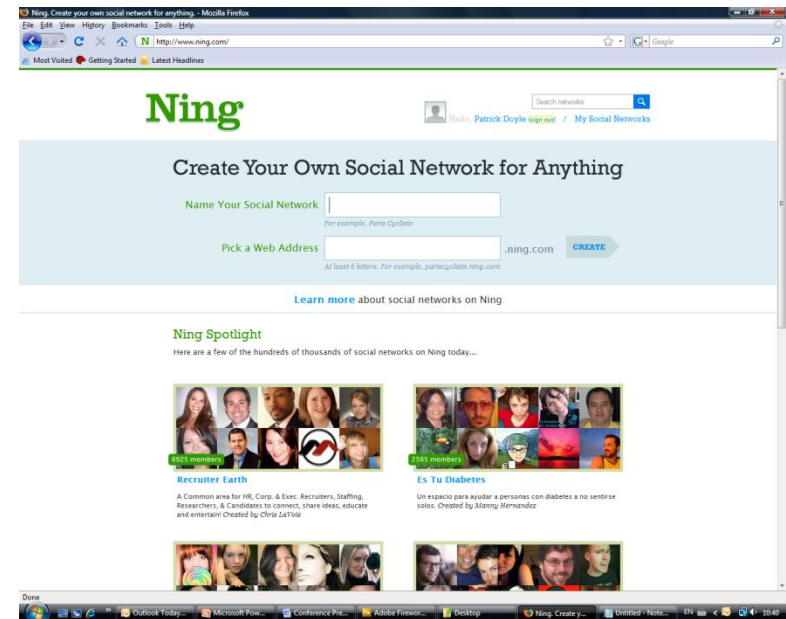 Ning. Create your own social network for anything. - Mozilla Firefox
File Edit View History Bookmarks Tools Help
N http://www.ning.com/
G Google
Most Visited Getting Started Latest Headlines
Search networks
Ning
Hello, Patrick Doyle (sign out) / My Social Networks
Create Your Own Social Network for Anything
Name Your Social Network
For example, Paris Cyclists
Pick a Web Address .ning.com CREATE
At least 6 letters. For example, pariscyclists.ning.com
Learn more about social networks on Ning
Ning Spotlight
Here are a few of the hundreds of thousands of social networks on Ning today...
8925 members
Recruiter Earth
A Common area for HR, Corp. & Exec. Recruiters, Staffing,
Researchers, & Candidates to connect, share ideas, educate
and entertain! Created by Chris LaVoie
2585 members
Es Tu Diabetes
Un espacio para ayudar a personas con diabetes a no sentirse
solos. Created by Manny Hernandez
Done
Outlook Today... Microsoft Pow... Conference Pre... Adobe Firewor... Desktop Ning. Create y... Untitled - Note... EN 10:40